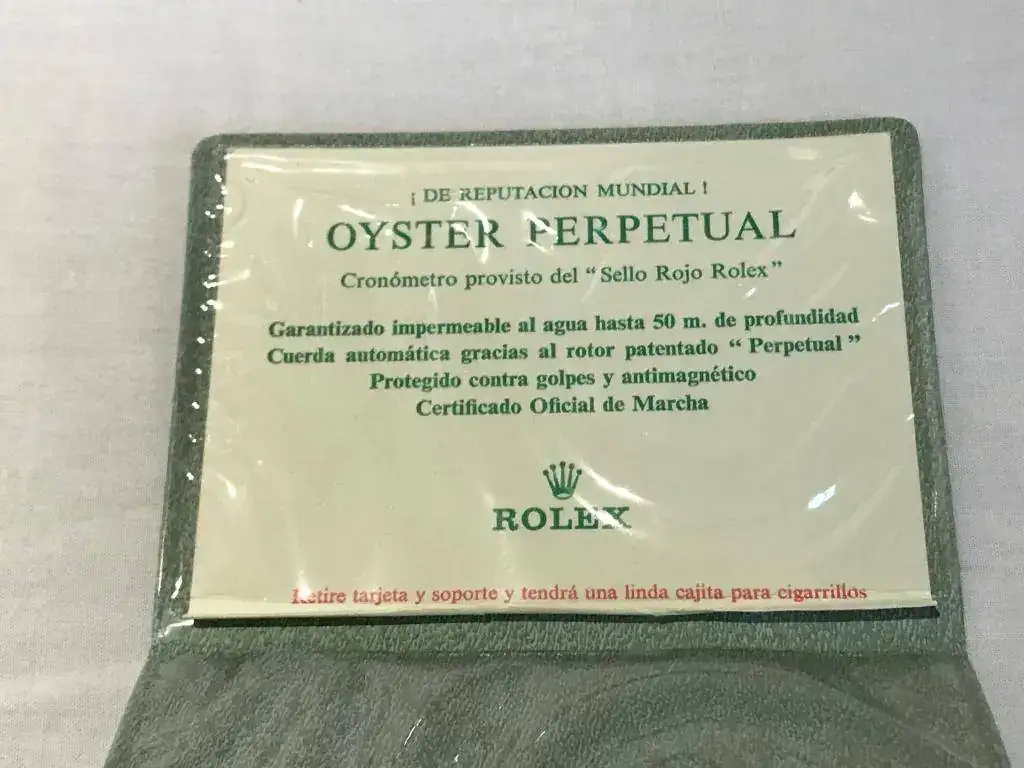 ¡ DE REPUTACION MUNDIAL !
OYSTER PERPETUAL
Cronómetro provisto del “Sello Rojo Rolex”
Garantizado impermeable al agua hasta 50 m. de profundidad
Cuerda automática gracias al rotor patentado “ Perpetual ”
Protegido contra golpes y antimagnético
Certificado Oficial de Marcha
ROLEX
Retire tarjeta y soporte y tendrá una linda cajita para cigarrillos